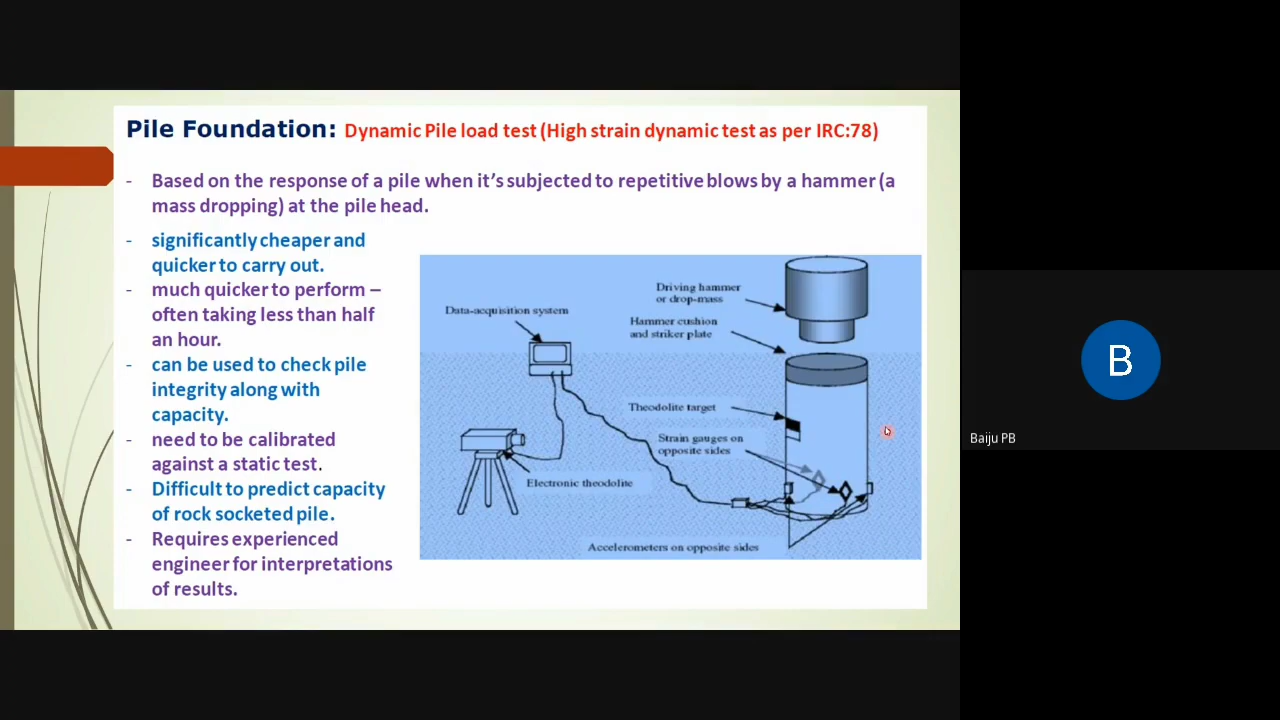 Pile Foundation: Dynamic Pile load test (High strain dynamic test as per IRC:78)
- Based on the response of a pile when it's subjected to repetitive blows by a hammer (a
mass dropping) at the pile head.
- significantly cheaper and
quicker to carry out.
- much quicker to perform –
often taking less than half
an hour.
- can be used to check pile
integrity along with
capacity.
- need to be calibrated
against a static test.
- Difficult to predict capacity
of rock socketed pile.
- Requires experienced
engineer for interpretations
of results.
Driving hammer
or drop-mass
Data-acquisition system
Hammer cushion
and striker plate
Theodolite target
Strain gauges on
opposite sides
Electronic theodolite
Accelerometers on opposite sides
B
Baiju PB